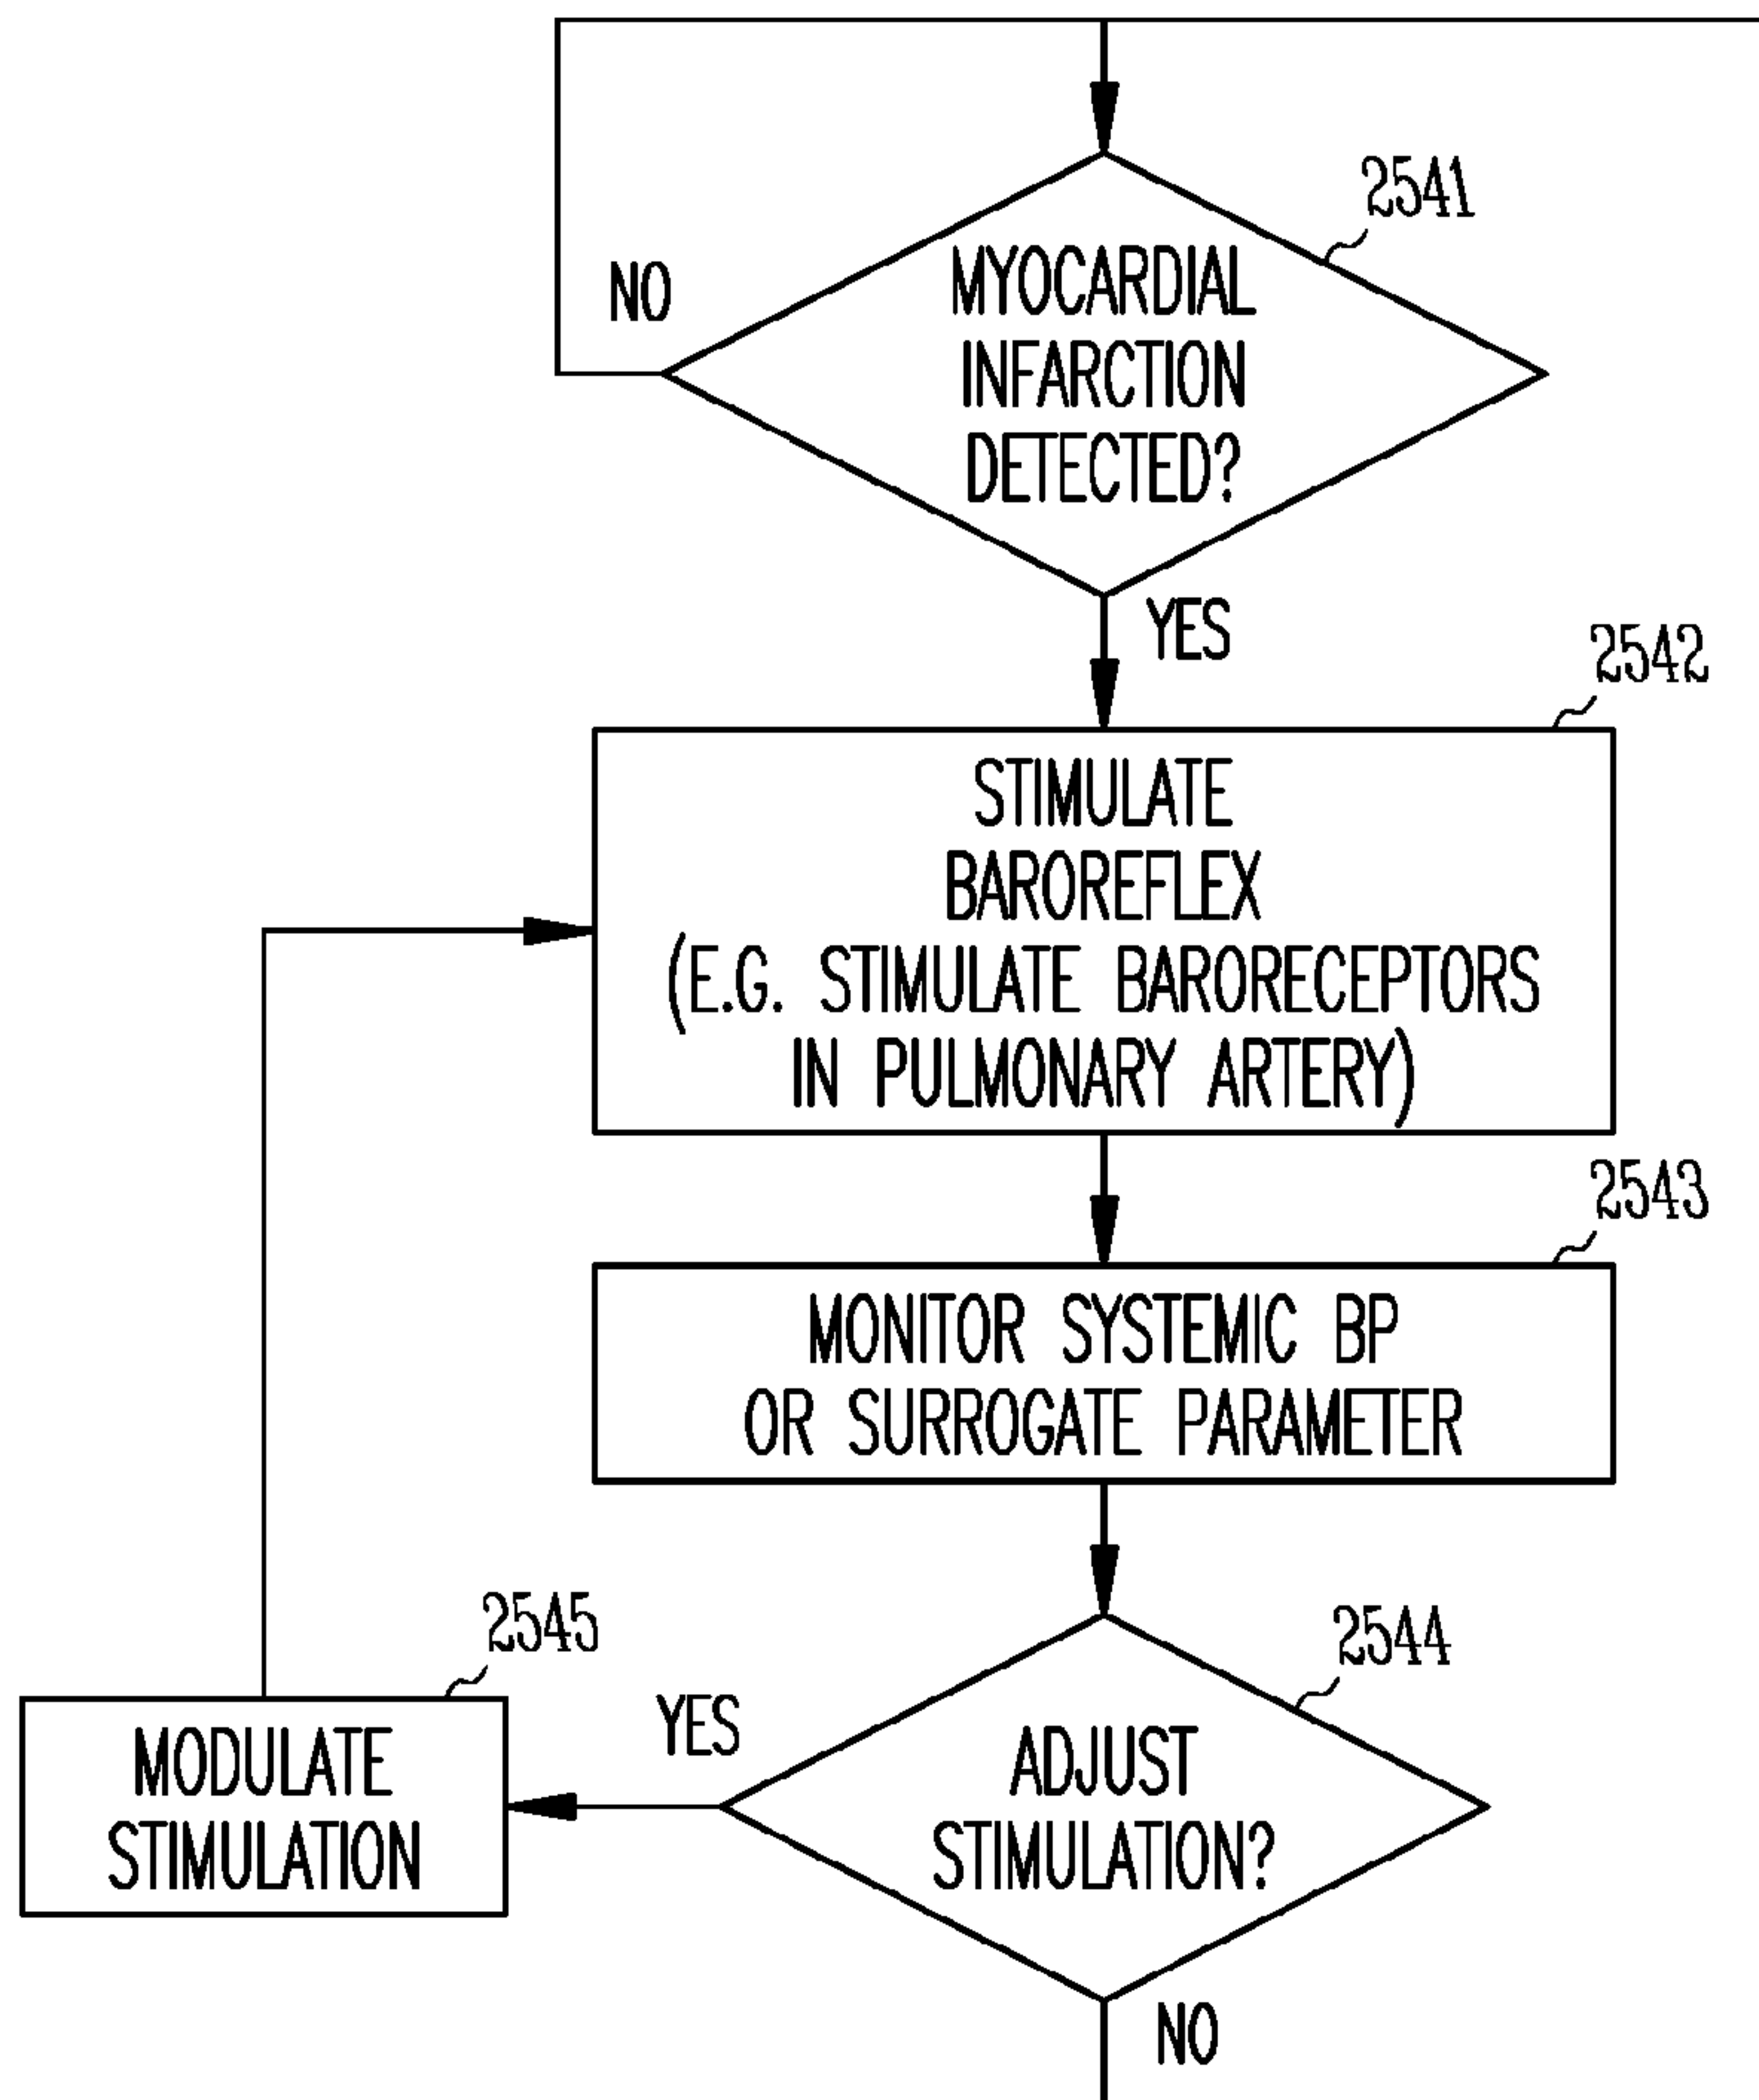 2541
MYOCARDIAL
INFARCTION
DETECTED?
NO
YES
2542
STIMULATE
BAROREFLEX
(E.G. STIMULATE BARORECEPTORS
IN PULMONARY ARTERY)
2543
MONITOR SYSTEMIC BP
OR SURROGATE PARAMETER
2545
2544
YES
MODULATE
STIMULATION
ADJUST
STIMULATION?
NO